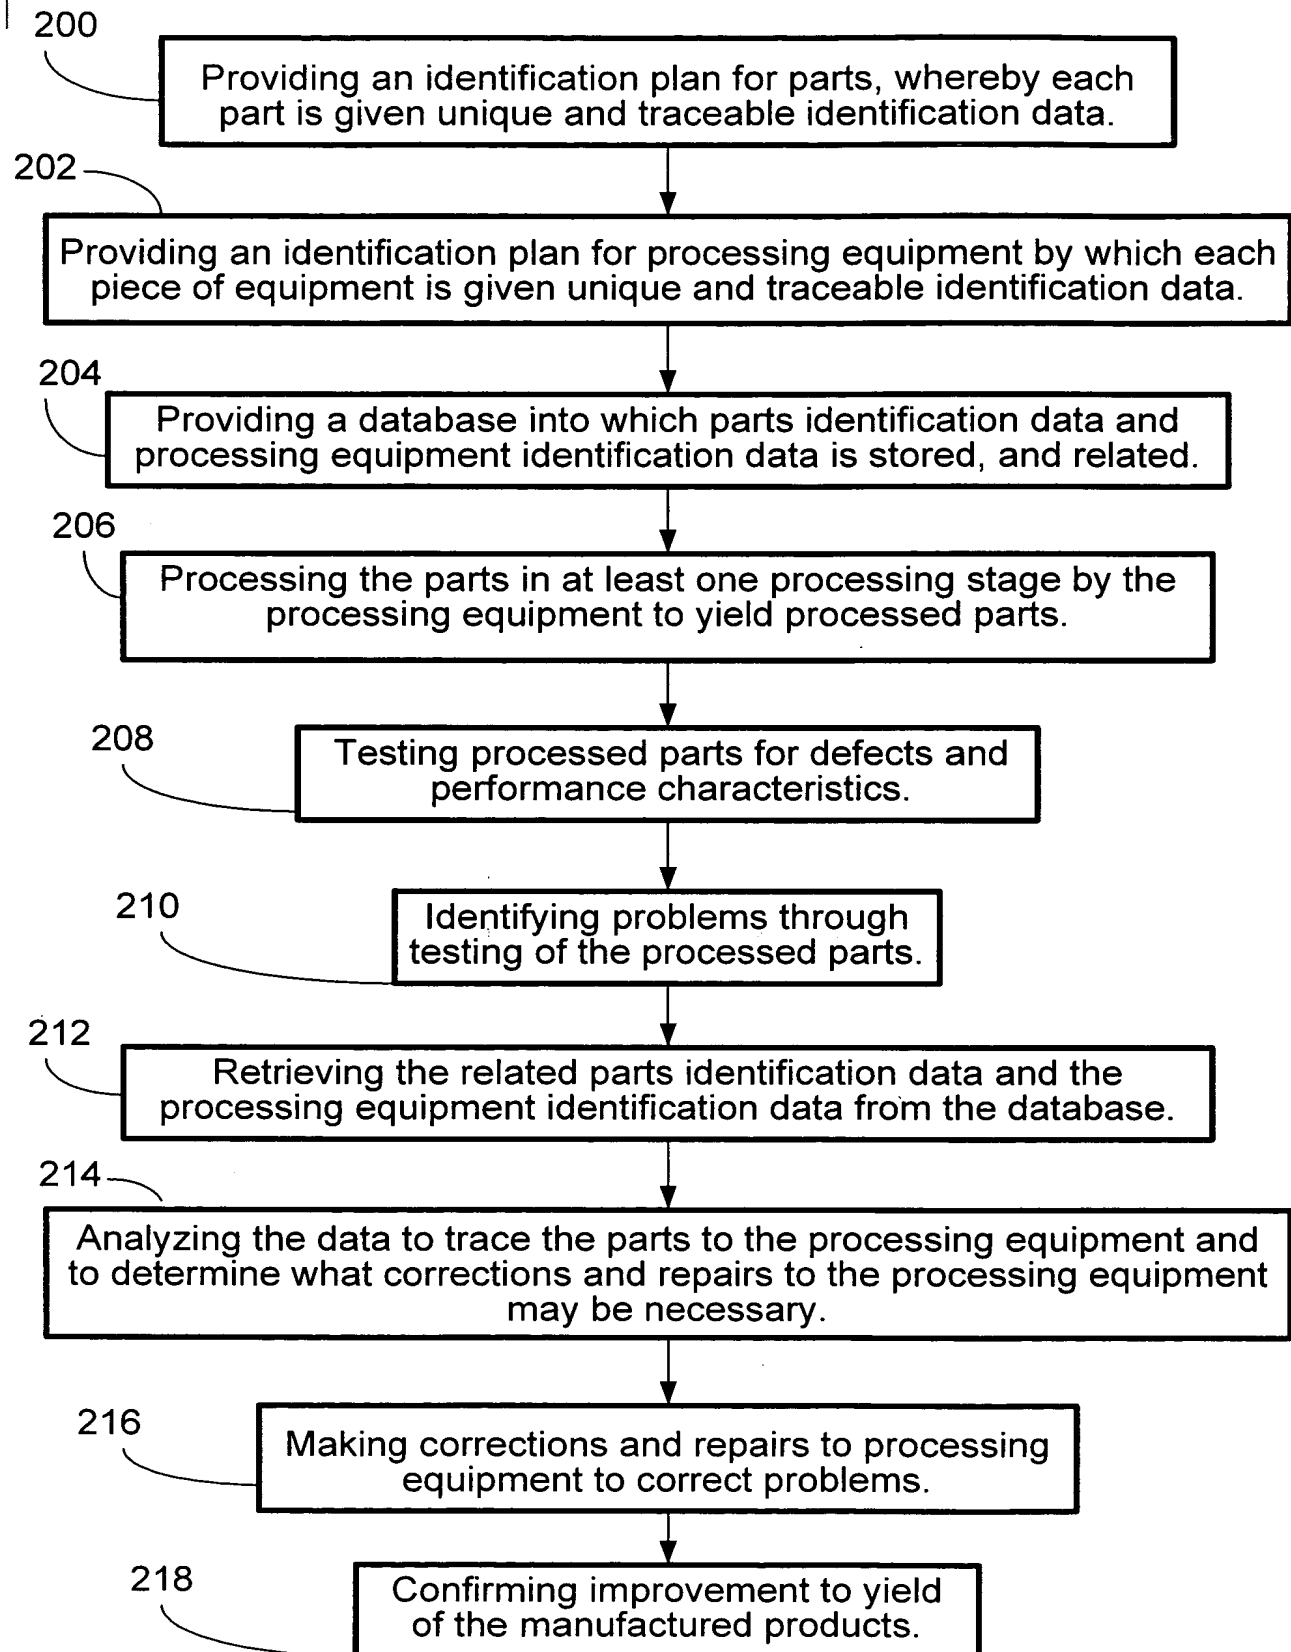 200
Providing an identification plan for parts, whereby each
part is given unique and traceable identification data.
202
Providing an identification plan for processing equipment by which each
piece of equipment is given unique and traceable identification data.
204
Providing a database into which parts identification data and
processing equipment identification data is stored, and related.
206
Processing the parts in at least one processing stage by the
processing equipment to yield processed parts.
208
Testing processed parts for defects and
performance characteristics.
210
Identifying problems through
testing of the processed parts.
212
Retrieving the related parts identification data and the
processing equipment identification data from the database.
214
Analyzing the data to trace the parts to the processing equipment and
to determine what corrections and repairs to the processing equipment
may be necessary.
216
Making corrections and repairs to processing
equipment to correct problems.
218
Confirming improvement to yield
of the manufactured products.